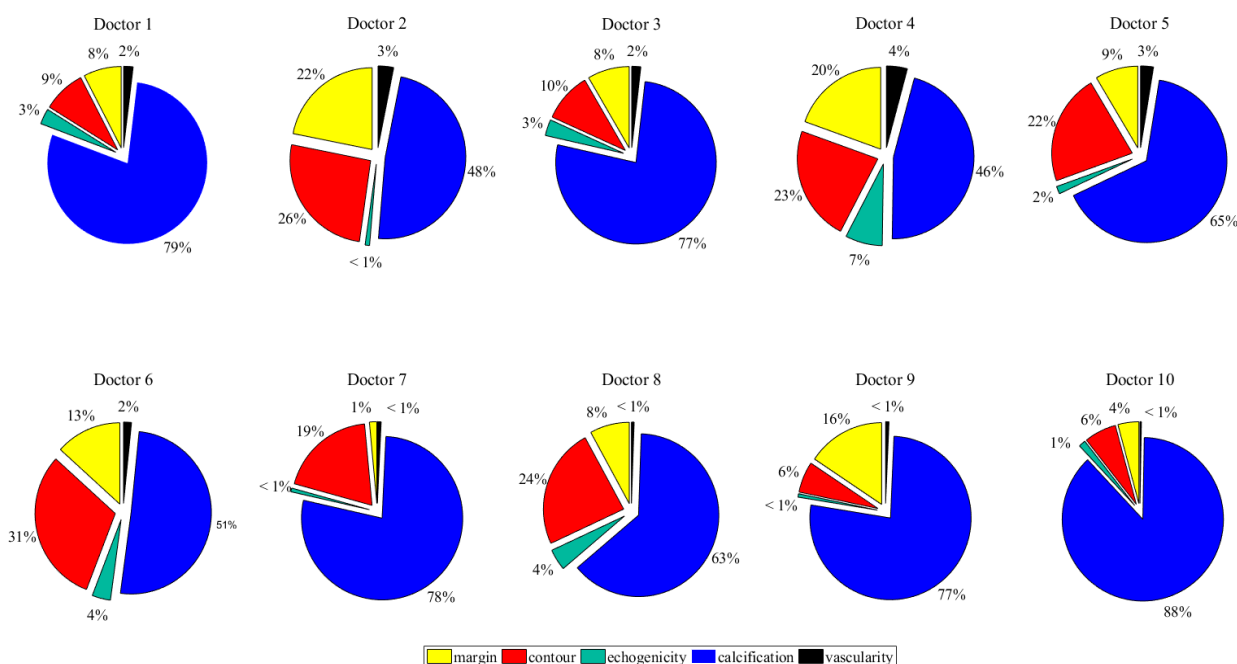 Doctor 1
8% 2%
9%
3%
79%
Doctor 2
3%
22%
48%
26%
< 1%
Doctor 3
8% 2%
10%
3%
77%
Doctor 4
4%
20%
46%
23%
7%
Doctor 5
9% 3%
22%
2%
65%
Doctor 6
13% 2%
31%
51%
4%
Doctor 7
1% < 1%
19%
< 1%
78%
Doctor 8
8% < 1%
24%
4%
63%
Doctor 9
16% < 1%
6%
< 1%
77%
Doctor 10
4% < 1%
6%
1%
88%
margin contour echogenicity calcification vascularity